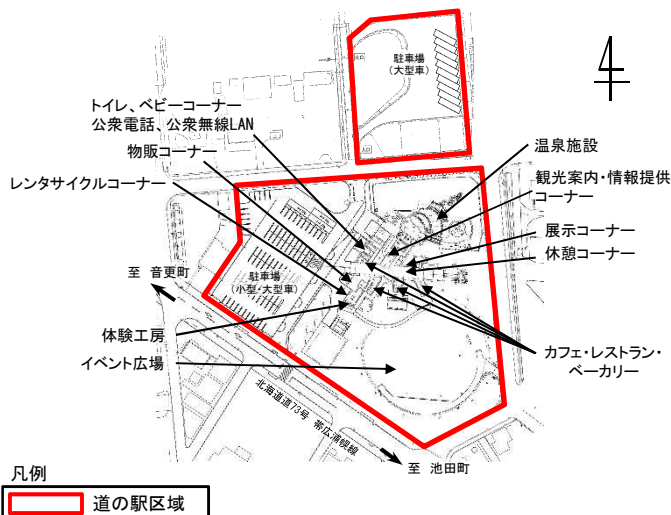 駐車場
（大型車）
トイレ、ベビーコーナー
公衆電話、公衆無線LAN
物販コーナー
レンタサイクルコーナー
温泉施設
観光案内・情報提供
コーナー
展示コーナー
休憩コーナー
至 音更町
駐車場
（小型・大型車）
体験工房
イベント広場
カフェ・レストラン・
ベーカリー
北海道道73号 帯広浦幌線
至 池田町
凡例
道の駅区域